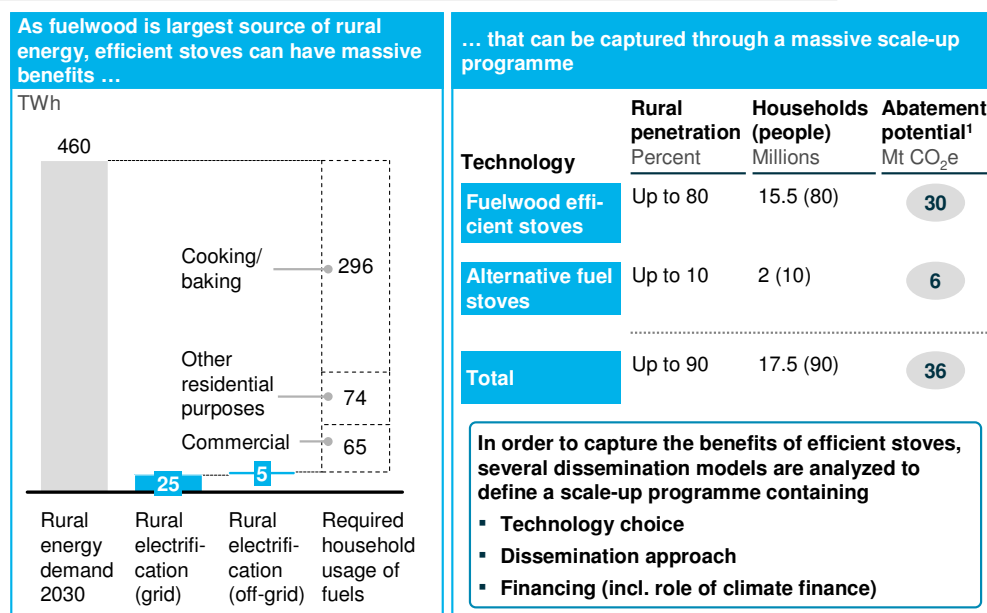 As fuelwood is largest source of rural
energy, efficient stoves can have massive
benefits …
TWh
460
Cooking/
baking
296
Other
residential
purposes
74
Commercial
65
25
5
Rural
energy
demand
2030
Rural
electrifi-
cation
(grid)
Rural
electrifi-
cation
(off-grid)
Required
household
usage of
fuels
… that can be captured through a massive scale-up
programme
Technology
Rural
penetration
Percent
Households
(people)
Millions
Abatement
potential¹
Mt CO₂e
Fuelwood effi-
cient stoves
Up to 80
15.5 (80)
30
Alternative fuel
stoves
Up to 10
2 (10)
6
Total
Up to 90
17.5 (90)
36
In order to capture the benefits of efficient stoves,
several dissemination models are analyzed to
define a scale-up programme containing
▪ Technology choice
▪ Dissemination approach
▪ Financing (incl. role of climate finance)